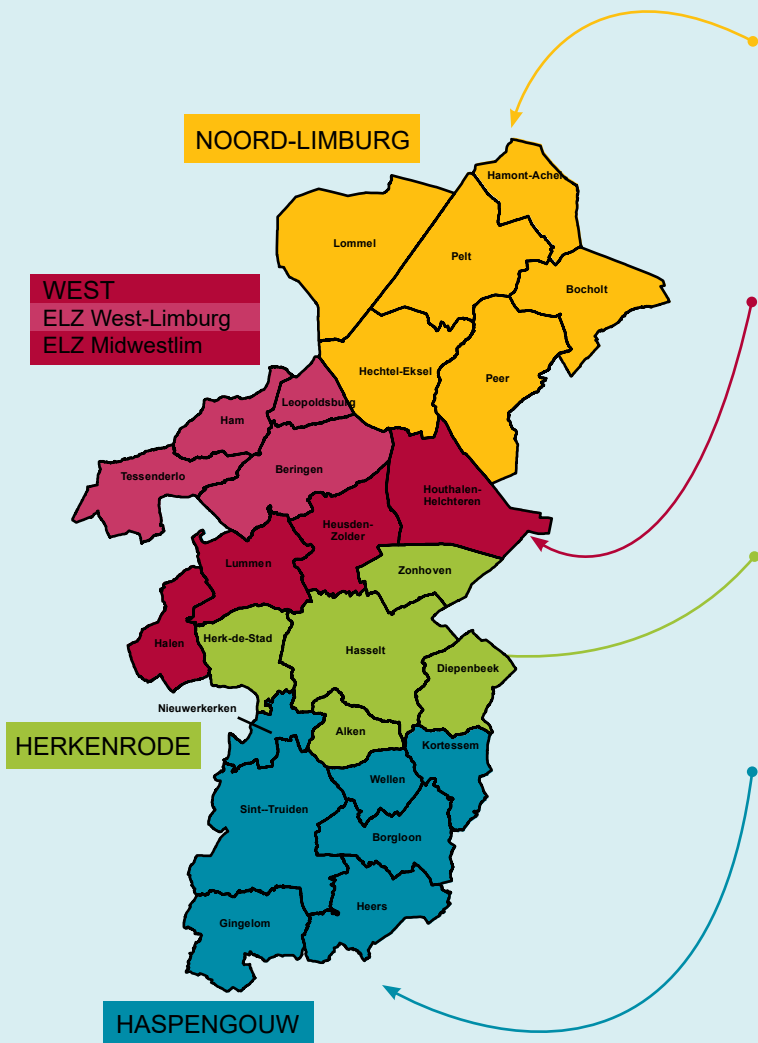 NOORD-LIMBURG
Hamont-Achel
Lommel
Pelt
Bocholt
WEST
ELZ West-Limburg
ELZ Midwestlim
Hechtel-Eksel
Peer
Leopoldsburg
Ham
Beringen
Tessenderlo
Houthalen-
Helchteren
Heusden-
Zolder
Lummen
Zonhoven
Halen
Herk-de-Stad
Hasselt
Diepenbeek
Nieuwerkerken
HERKENRODE
Alken
Kortessem
Wellen
Sint--Truiden
Borgloon
Heers
Gingelom
HASPENGOUW